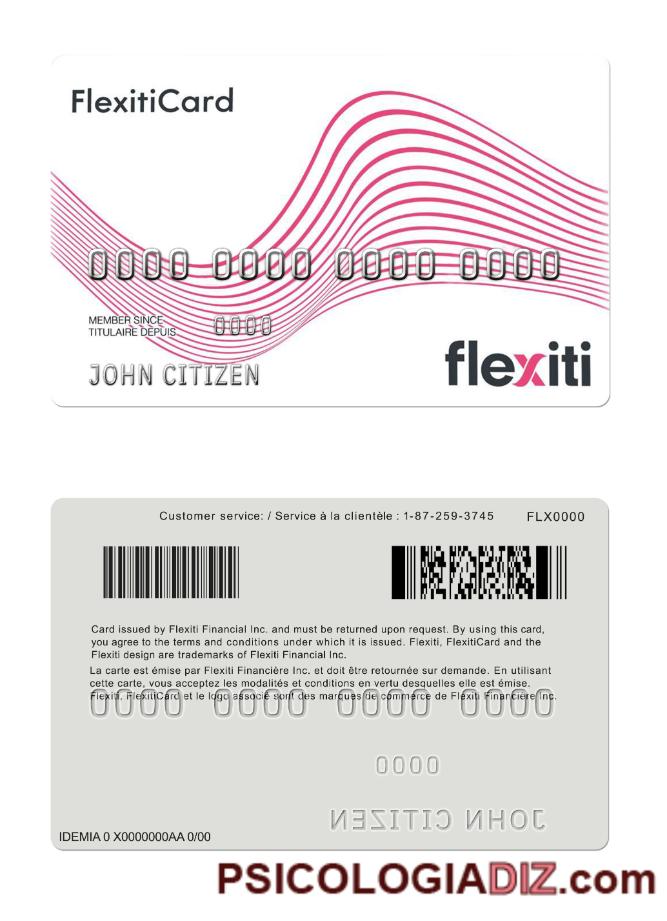 FlexitiCard
0000 0000 0000 0000
MEMBER SINCE
TITULAIRE DEPUIS
0000
JOHN CITIZEN
flexiti
Customer service: / Service à la clientèle : 1-87-259-3745 FLX0000
Card issued by Flexiti Financial Inc. and must be returned upon request. By using this card,
you agree to the terms and conditions under which it is issued. Flexiti, FlexitiCard and the
Flexiti design are trademarks of Flexiti Financial Inc.
La carte est émise par Flexiti Financière Inc. et doit être retournée sur demande. En utilisant
cette carte, vous acceptez les modalités et conditions en vertu desquelles elle est émise.
Flexiti, FlexitiCard et le logo associé sont des marques de commerce de Flexiti Financière Inc.
0000 0000 0000 0000
0000
JOHN CITIZEN
IDEMIA 0 X0000000AA 0/00
PSICOLOGIADIZ.com